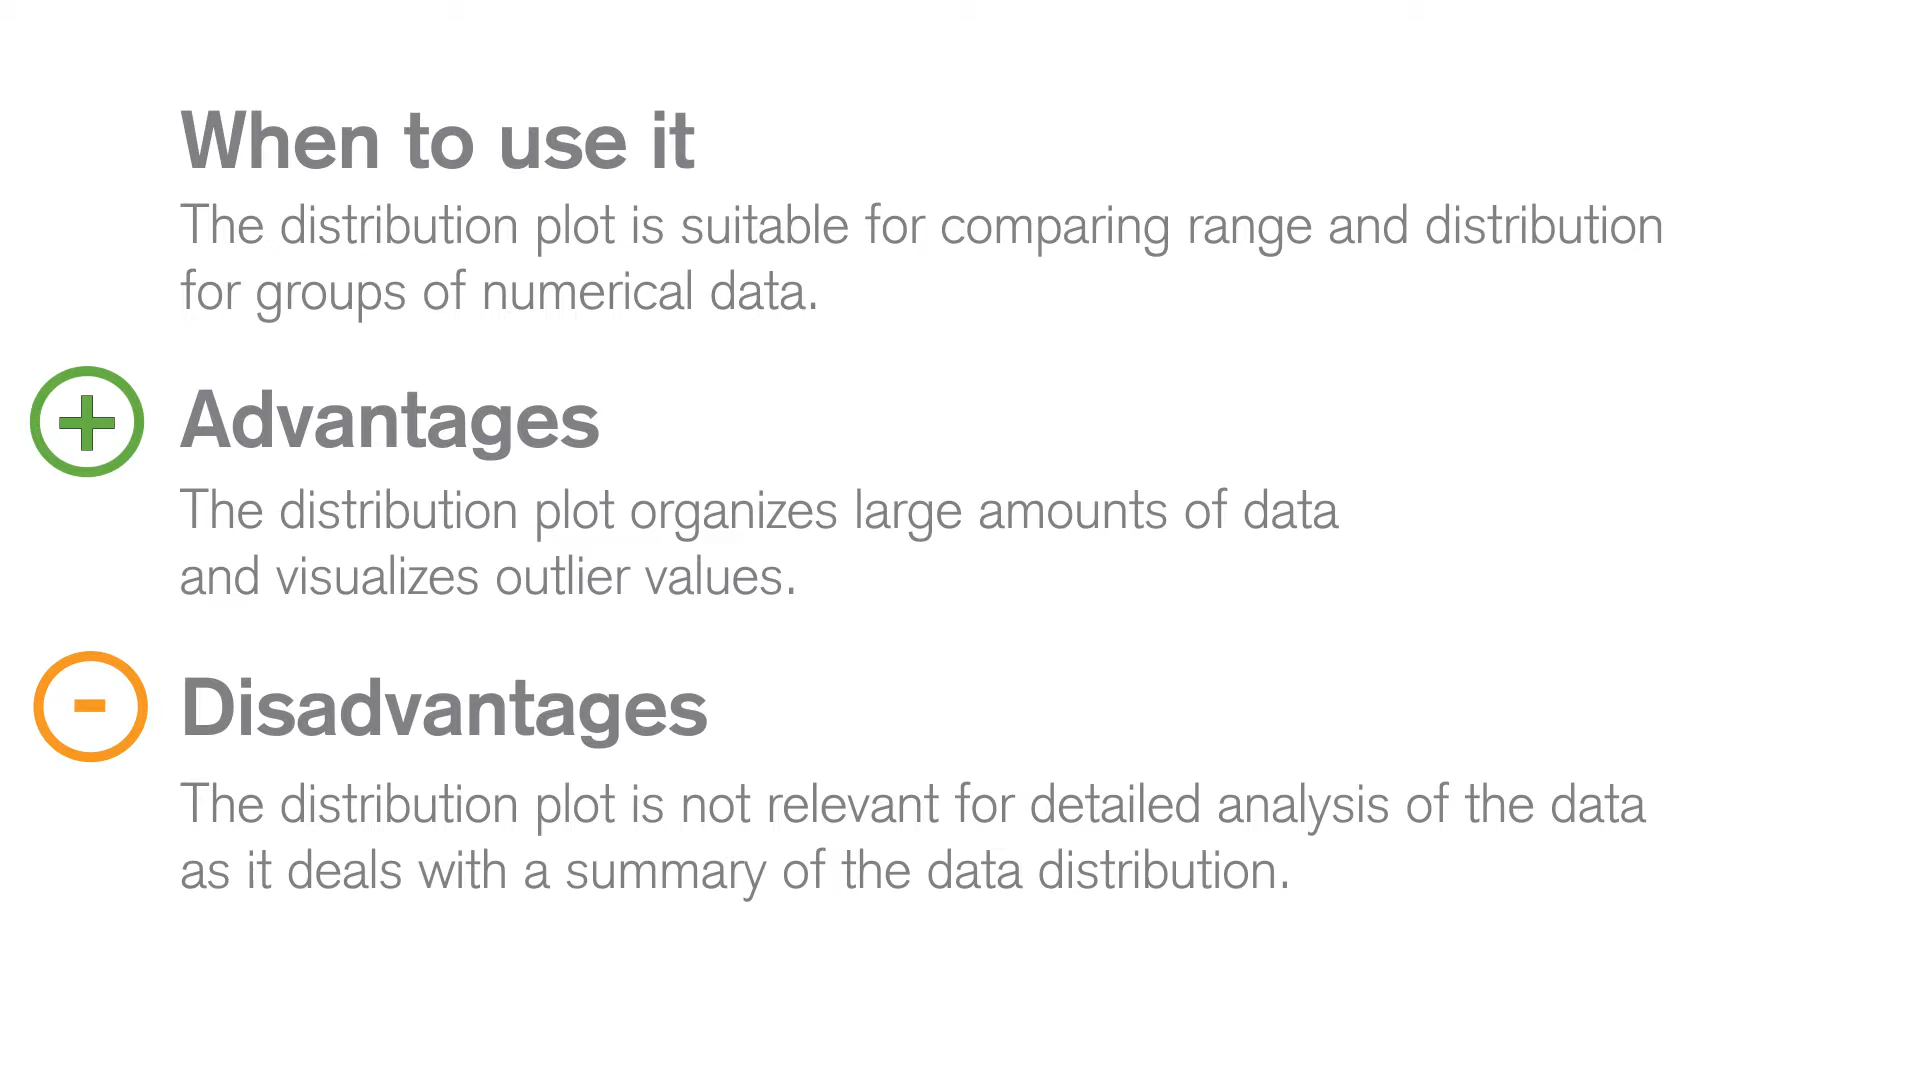 When to use it
The distribution plot is suitable for comparing range and distribution
for groups of numerical data.
Advantages
The distribution plot organizes large amounts of data
and visualizes outlier values.
Disadvantages
The distribution plot is not relevant for detailed analysis of the data
as it deals with a summary of the data distribution.